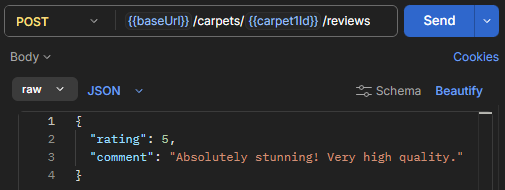 POST {{baseUrl}} /carpets/ {{carpet1Id}} /reviews Send
Body Cookies
raw JSON Schema Beautify
1 {
2 "rating": 5,
3 "comment": "Absolutely stunning! Very high quality."
4 }